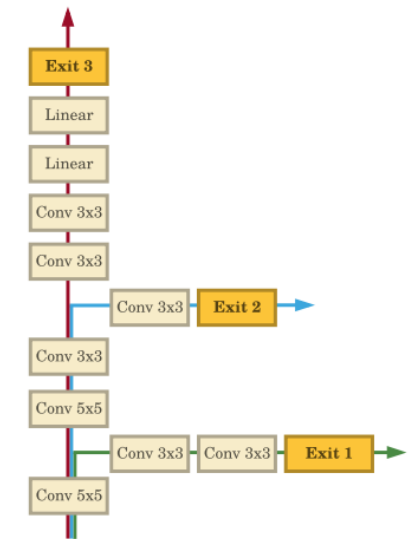 Exit 3
Linear
Linear
Conv 3x3
Conv 3x3
Conv 3x3
Exit 2
Conv 3x3
Conv 5x5
Conv 3x3
Conv 3x3
Exit 1
Conv 5x5